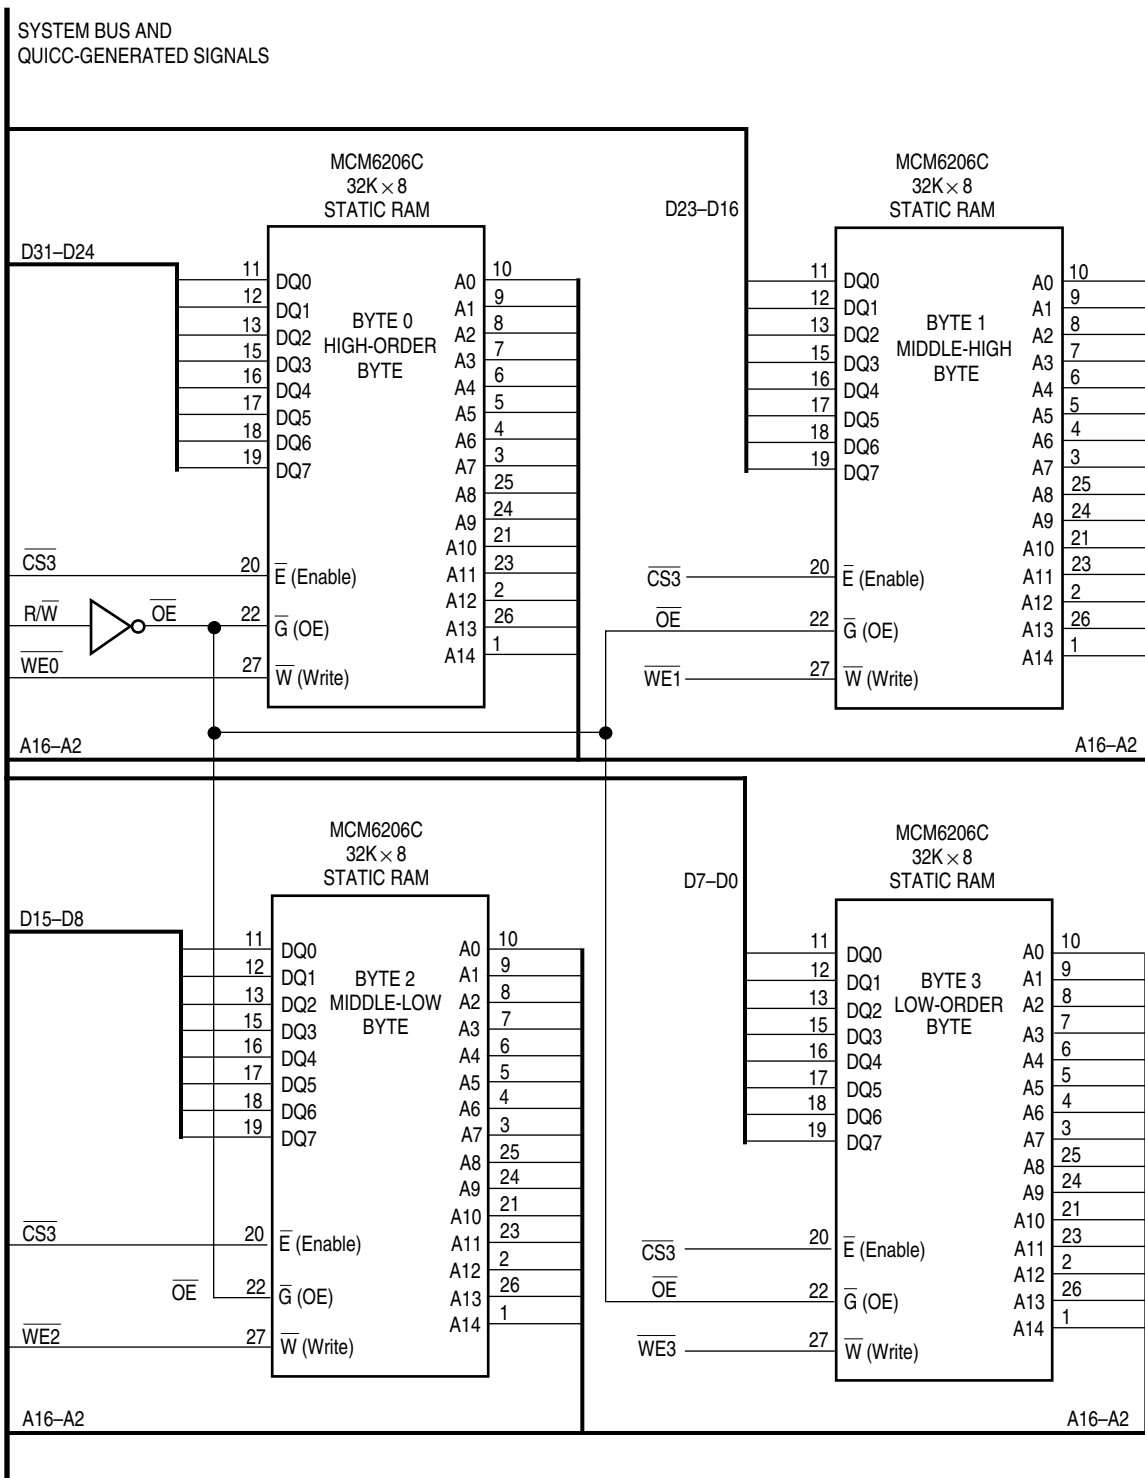 SYSTEM BUS AND
QUICC-GENERATED SIGNALS
MCM6206C
32K × 8
STATIC RAM
D31–D24
11 DQ0
12 DQ1
13 DQ2
15 DQ3
16 DQ4
17 DQ5
18 DQ6
19 DQ7
BYTE 0
HIGH-ORDER
BYTE
A0 10
A1 9
A2 8
A3 7
A4 6
A5 5
A6 4
A7 3
A8 25
A9 24
A10 21
A11 23
A12 2
A13 26
A14 1
C̅S̅3̅ 20 E̅ (Enable)
R/W̅ O̅E̅ 22 G̅ (OE)
W̅E̅0̅ 27 W̅ (Write)
A16–A2
MCM6206C
32K × 8
STATIC RAM
D23–D16
11 DQ0
12 DQ1
13 DQ2
15 DQ3
16 DQ4
17 DQ5
18 DQ6
19 DQ7
BYTE 1
MIDDLE-HIGH
BYTE
A0 10
A1 9
A2 8
A3 7
A4 6
A5 5
A6 4
A7 3
A8 25
A9 24
A10 21
A11 23
A12 2
A13 26
A14 1
C̅S̅3̅ 20 E̅ (Enable)
O̅E̅ 22 G̅ (OE)
W̅E̅1̅ 27 W̅ (Write)
A16–A2
MCM6206C
32K × 8
STATIC RAM
D15–D8
11 DQ0
12 DQ1
13 DQ2
15 DQ3
16 DQ4
17 DQ5
18 DQ6
19 DQ7
BYTE 2
MIDDLE-LOW
BYTE
A0 10
A1 9
A2 8
A3 7
A4 6
A5 5
A6 4
A7 3
A8 25
A9 24
A10 21
A11 23
A12 2
A13 26
A14 1
C̅S̅3̅ 20 E̅ (Enable)
O̅E̅ 22 G̅ (OE)
W̅E̅2̅ 27 W̅ (Write)
A16–A2
MCM6206C
32K × 8
STATIC RAM
D7–D0
11 DQ0
12 DQ1
13 DQ2
15 DQ3
16 DQ4
17 DQ5
18 DQ6
19 DQ7
BYTE 3
LOW-ORDER
BYTE
A0 10
A1 9
A2 8
A3 7
A4 6
A5 5
A6 4
A7 3
A8 25
A9 24
A10 21
A11 23
A12 2
A13 26
A14 1
C̅S̅3̅ 20 E̅ (Enable)
O̅E̅ 22 G̅ (OE)
W̅E̅3̅ 27 W̅ (Write)
A16–A2